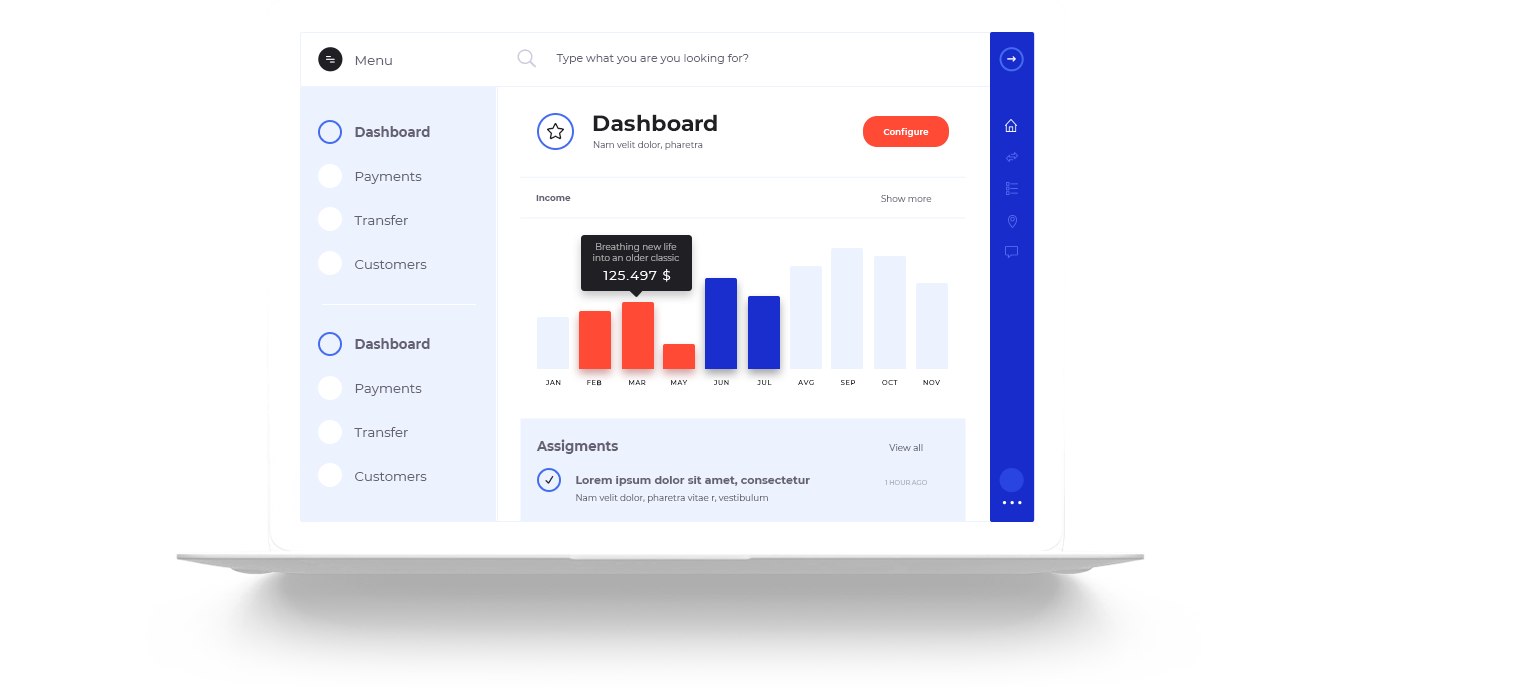 Menu
Type what you are you looking for?
Dashboard
Payments
Transfer
Customers
Dashboard
Payments
Transfer
Customers
Dashboard
Nam velit dolor, pharetra
Configure
Income
Show more
Breathing new life
into an older classic
125.497 $
JAN FEB MAR MAY JUN JUL AVG SEP OCT NOV
Assigments
View all
Lorem ipsum dolor sit amet, consectetur
1 HOUR AGO
Nam velit dolor, pharetra vitae r, vestibulum